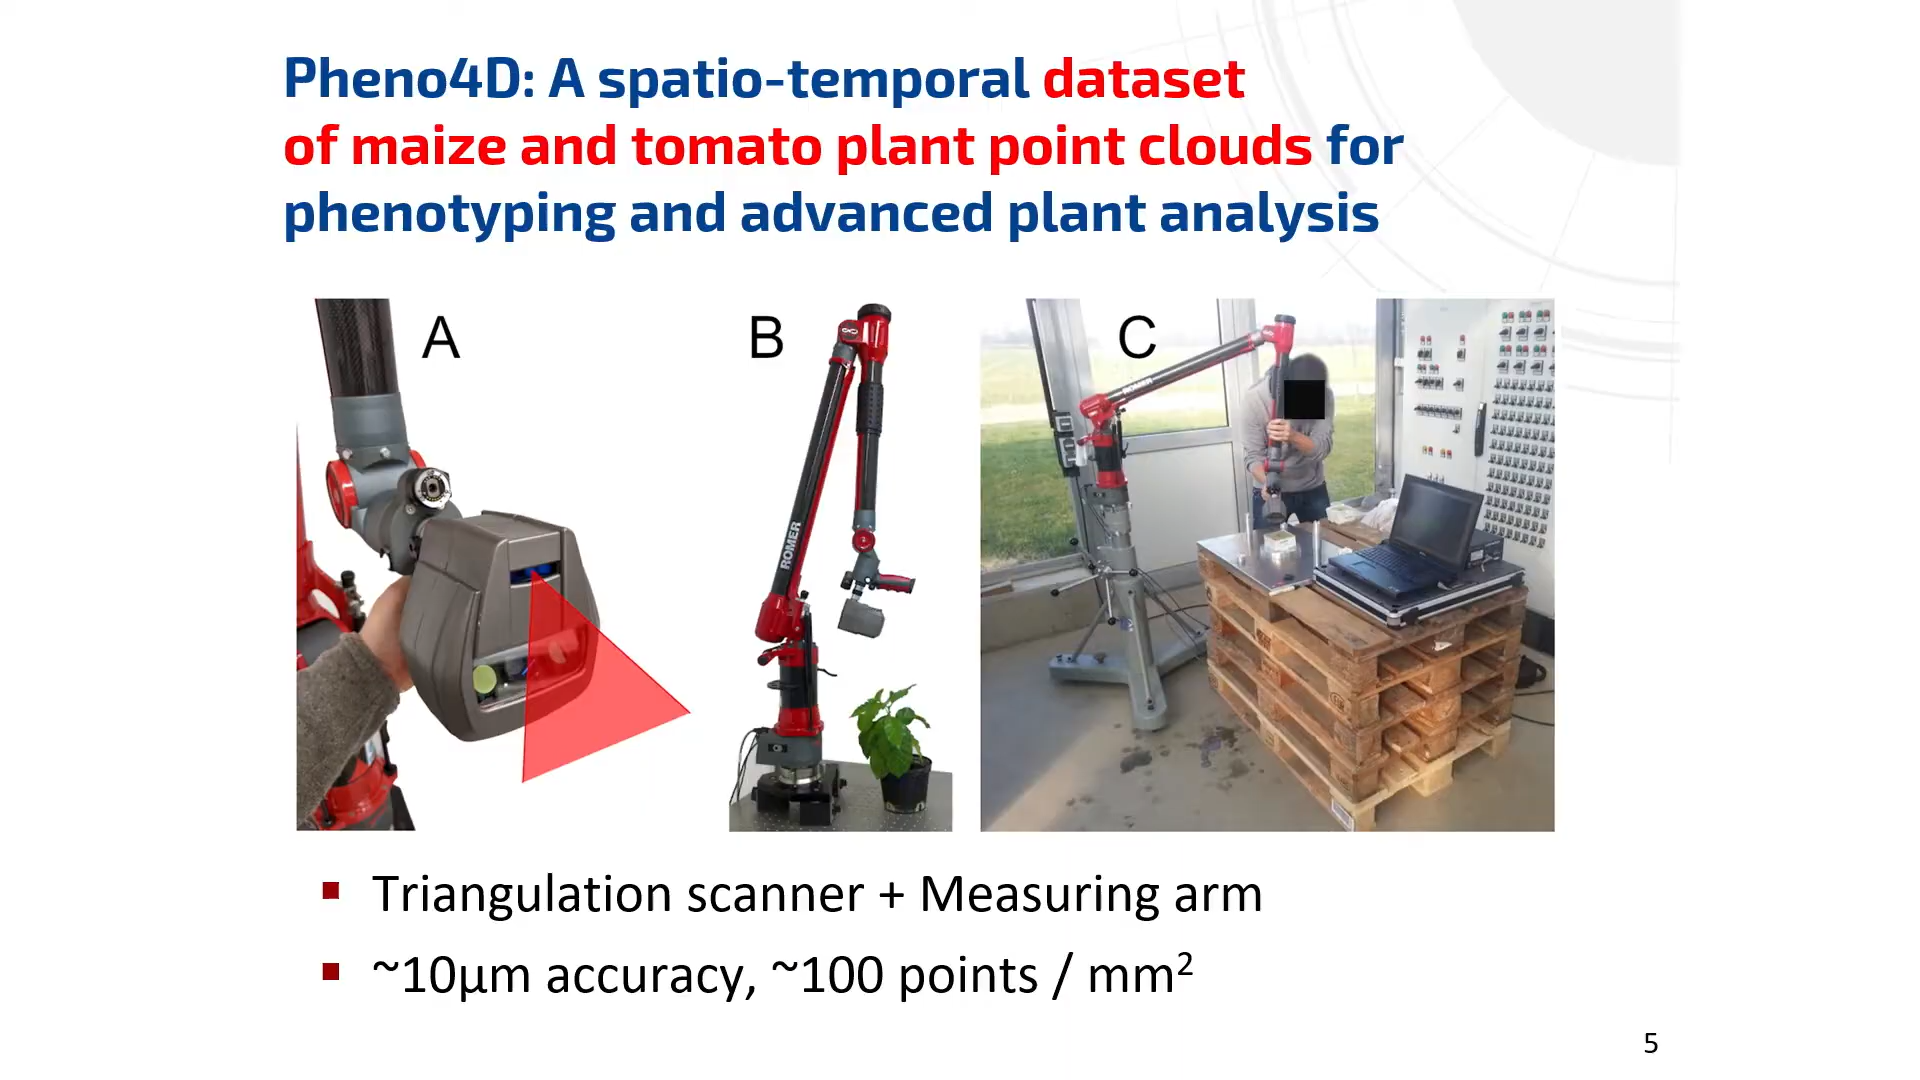 Pheno4D: A spatio-temporal dataset
of maize and tomato plant point clouds for
phenotyping and advanced plant analysis
A
B
C
ROMER
ROMER
▪ Triangulation scanner + Measuring arm
▪ ~10µm accuracy, ~100 points / mm²
5